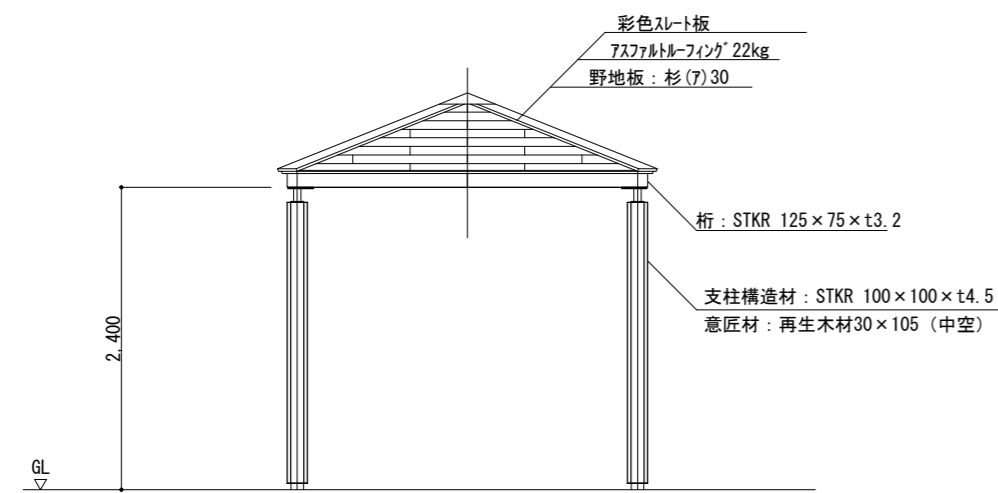 彩色ｽﾚｰﾄ板
ｱｽﾌｧﾙﾄﾙｰﾌｨﾝｸﾞ22kg
野地板：杉(ｱ)30
桁：STKR 125×75×t3.2
支柱構造材：STKR 100×100×t4.5
意匠材：再生木材30×105（中空）
2,400
GL